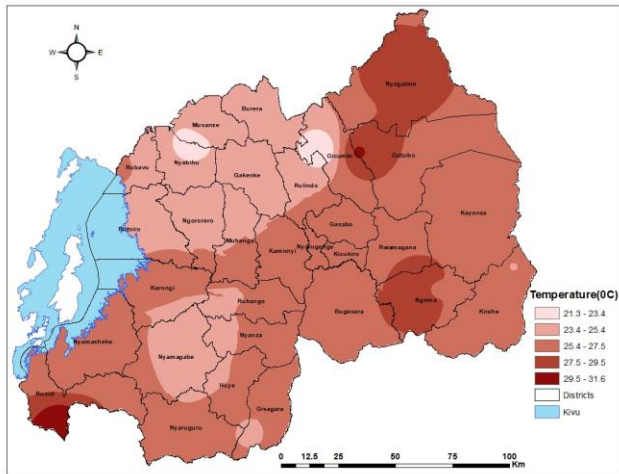 N
W E
S
Nyagatare
Burera
Musanze
Gicumbi
Gatsibo
Rubavu
Nyabihu
Gakenke
Rulindo
Kayonza
Ngororero
Rutsiro
Gasabo
Muhanga
Kamonyi
Nyarugenge
Rwamagana
Kicukiro
Karongi
Ruhango
Bugesera
Ngoma
Kirehe
Nyamasheke
Nyanza
Nyamagabe
Huye
Rusizi
Gisagara
Nyaruguru
Temperature(0C)
21.3 - 23.4
23.4 - 25.4
25.4 - 27.5
27.5 - 29.5
29.5 - 31.6
Districts
Kivu
0 12.5 25 50 75 100
Km